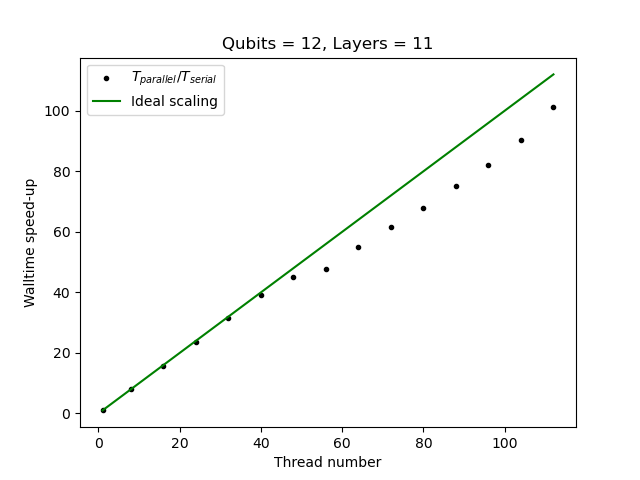 Qubits = 12, Layers = 11
T_parallel/T_serial
Ideal scaling
Walltime speed-up
100
80
60
40
20
0
0 20 40 60 80 100
Thread number